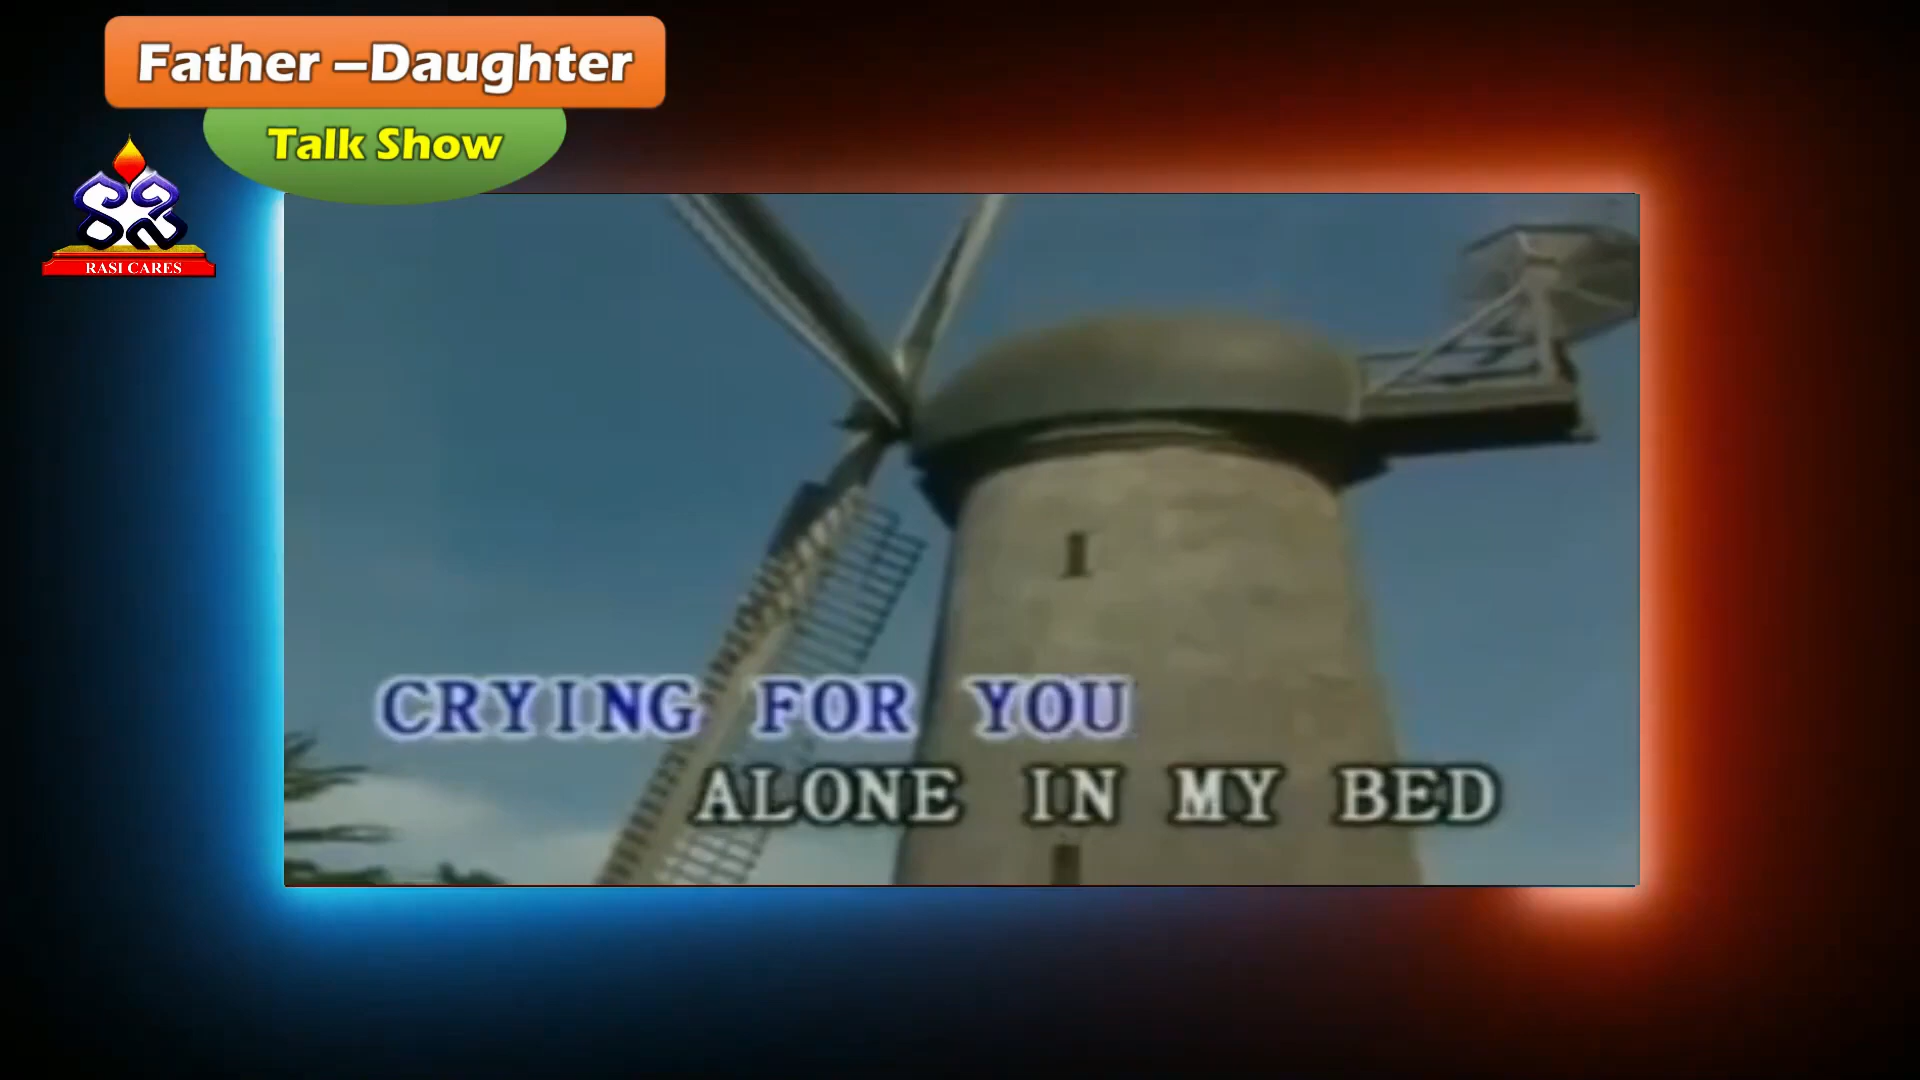 Father –Daughter
Talk Show
RASI CARES
CRYING FOR YOU
ALONE IN MY BED